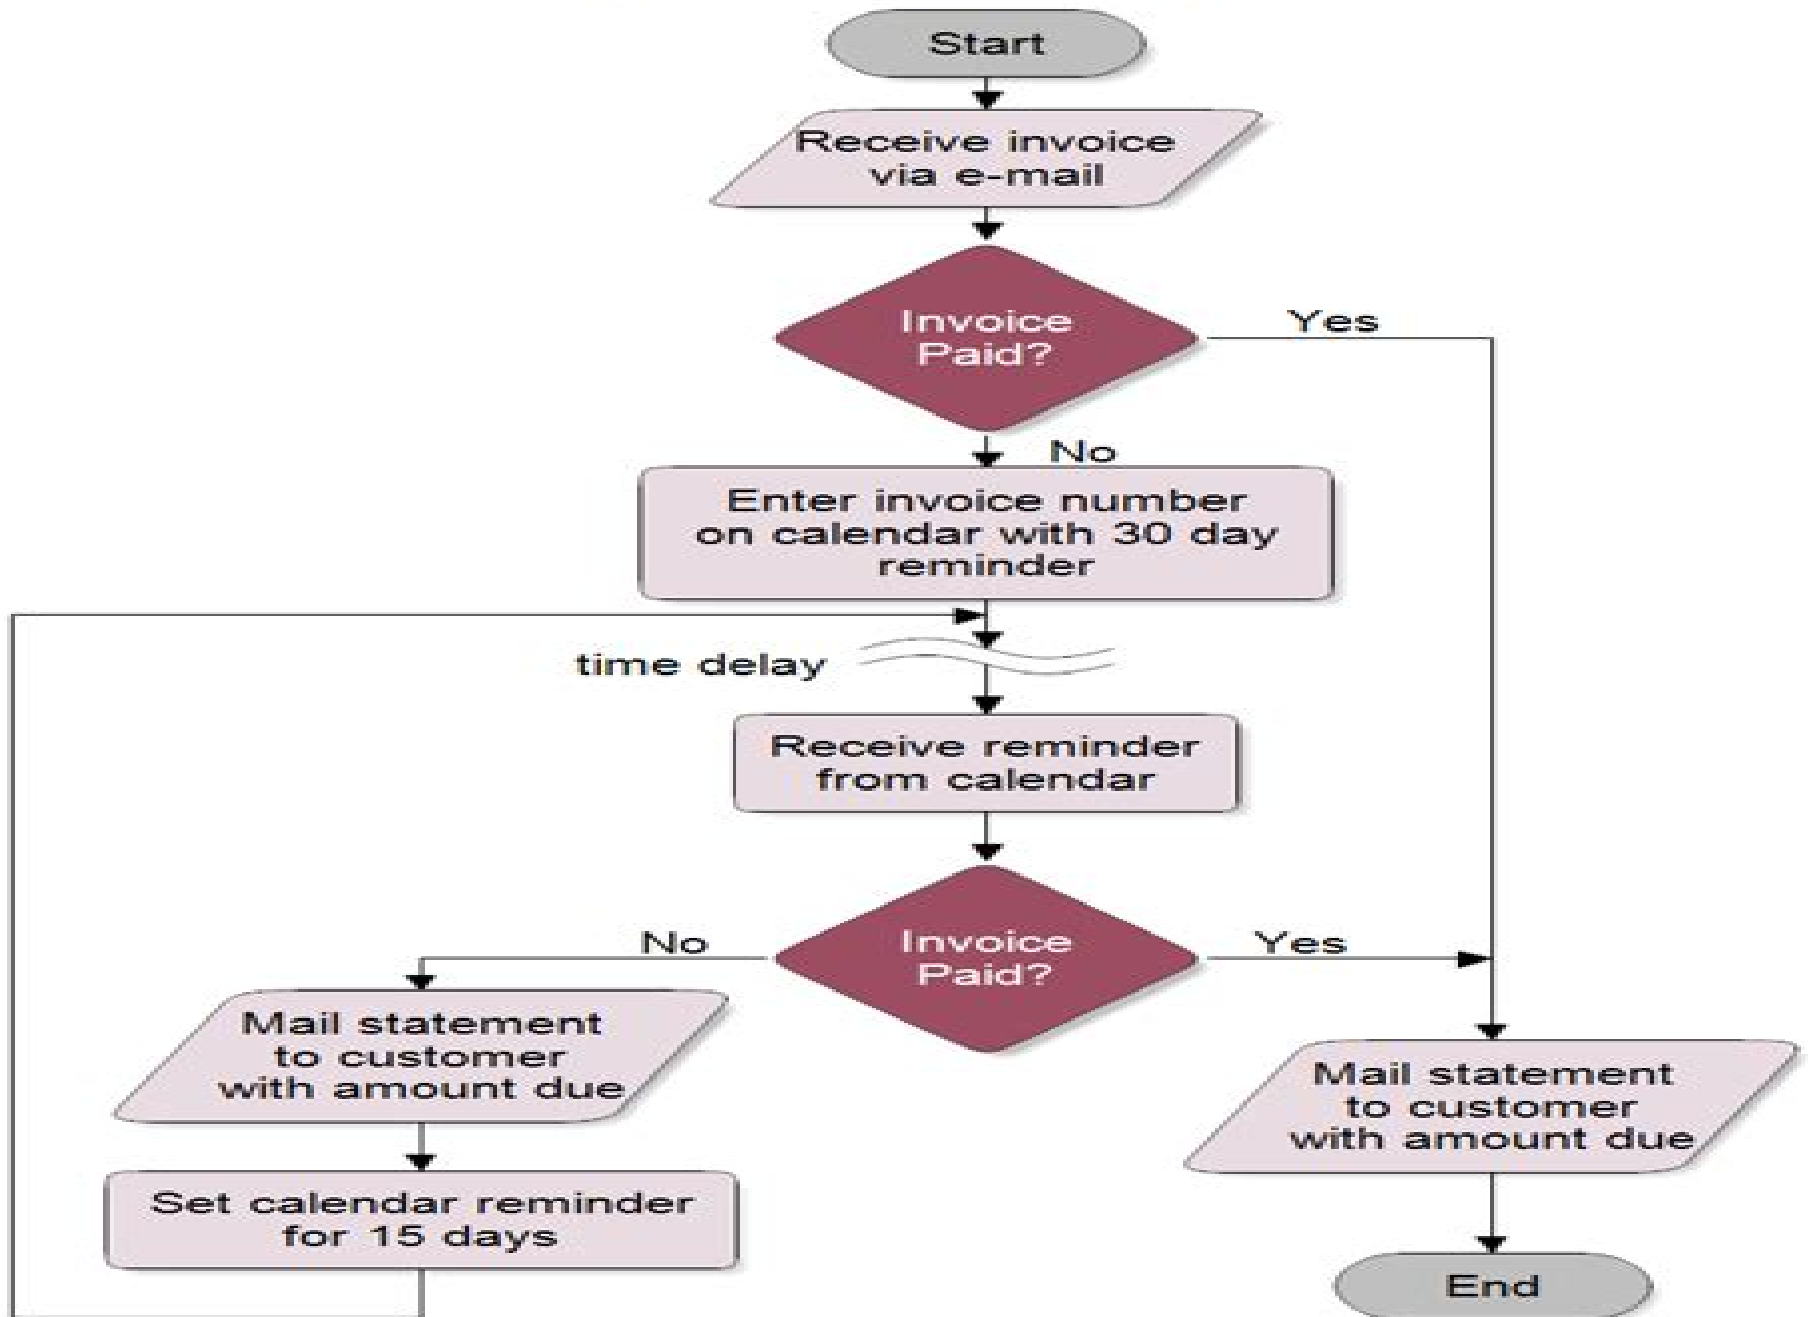 Start
Receive invoice
via e-mail
Invoice
Paid?
Yes
No
Enter invoice number
on calendar with 30 day
reminder
time delay
Receive reminder
from calendar
Invoice
Paid?
No
Yes
Mail statement
to customer
with amount due
Set calendar reminder
for 15 days
Mail statement
to customer
with amount due
End